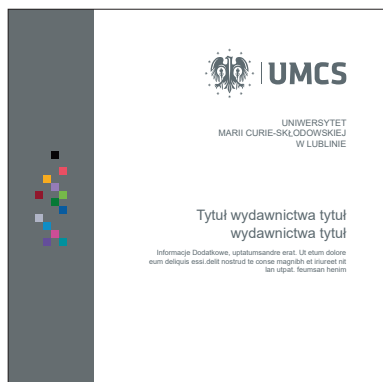 UMCS
UNIWERSYTET
MARII CURIE-SKŁODOWSKIEJ
W LUBLINIE
Tytuł wydawnictwa tytuł
wydawnictwa tytuł
Informacje Dodatkowe, uptatumsandre erat. Ut etum dolore
eum deliquis essi.delit nostrud te conse magnibh et iriureet nit
lan utpat. feumsan henim